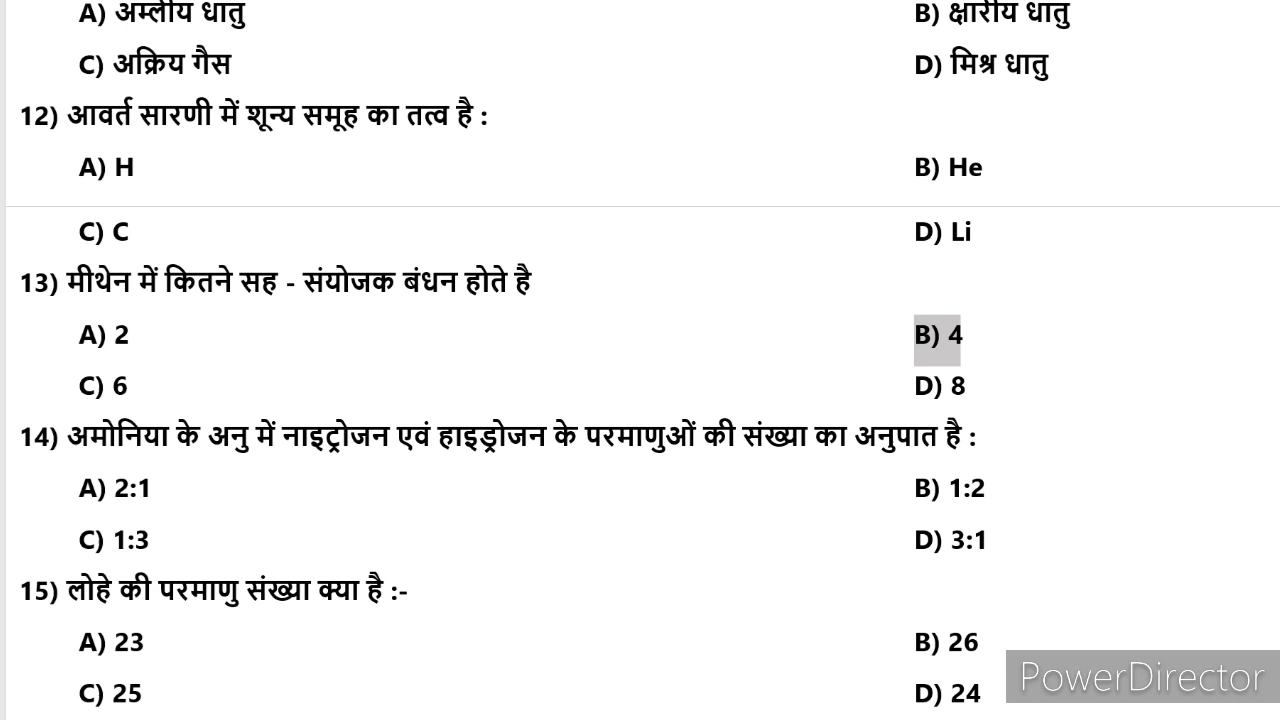 A) अम्लीय धातु B) क्षारीय धातु
C) अक्रिय गैस D) मिश्र धातु
12) आवर्त सारणी में शून्य समूह का तत्व है :
A) H B) He
C) C D) Li
13) मीथेन में कितने सह - संयोजक बंधन होते है
A) 2 B) 4
C) 6 D) 8
14) अमोनिया के अनु में नाइट्रोजन एवं हाइड्रोजन के परमाणुओं की संख्या का अनुपात है :
A) 2:1 B) 1:2
C) 1:3 D) 3:1
15) लोहे की परमाणु संख्या क्या है :-
A) 23 B) 26
C) 25 D) 24
PowerDirector